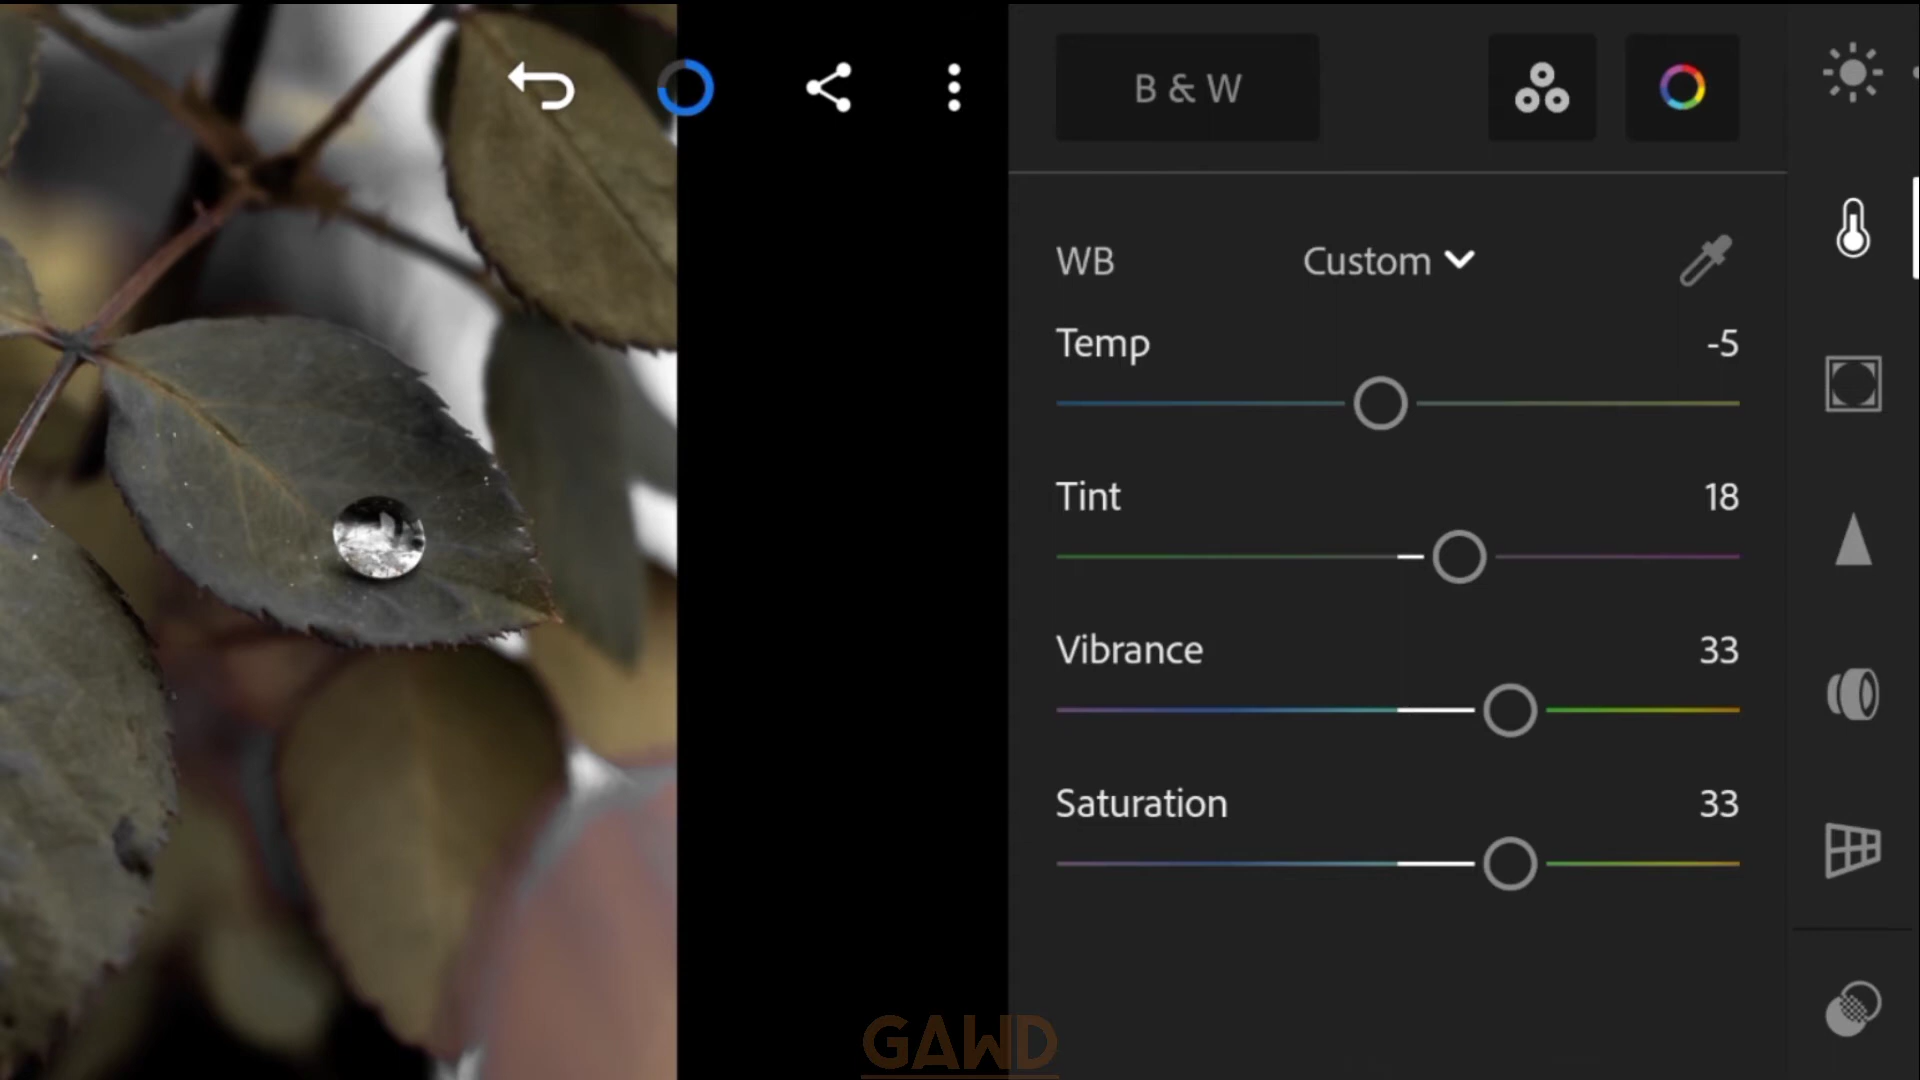 B & W
WB Custom
Temp -5
Tint 18
Vibrance 33
Saturation 33
GAWD